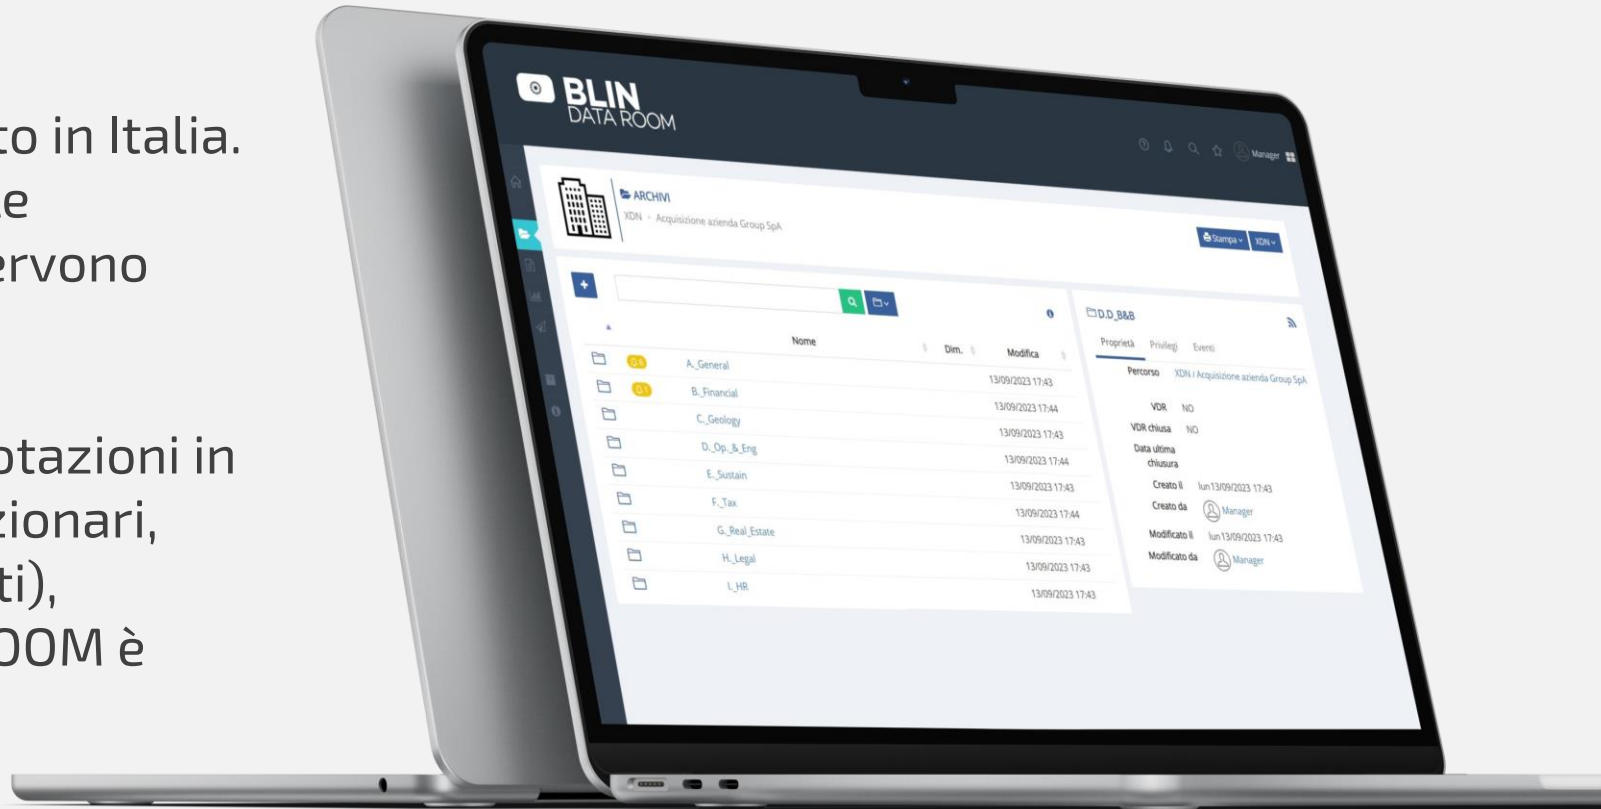 to in Italia.
le
ervono
otazioni in
zionari,
ti),
OOM è
BLIN
DATA ROOM
Manager
ARCHIVI
XDN - Acquisizione azienda Group SpA
Stampa
XDN
Nome Dim. Modifica
6 A._General 13/09/2023 17:43
1 B._Financial 13/09/2023 17:44
C._Geology 13/09/2023 17:43
D._Op._&_Eng 13/09/2023 17:44
E._Sustain 13/09/2023 17:43
F._Tax 13/09/2023 17:44
G._Real_Estate 13/09/2023 17:43
H._Legal 13/09/2023 17:43
I._HR 13/09/2023 17:43
D.D_B&B
Proprietà Privilegi Eventi
Percorso XDN / Acquisizione azienda Group SpA
VDR NO
VDR chiusa NO
Data ultima
chiusura
Creato il lun 13/09/2023 17:43
Creato da Manager
Modificato il lun 13/09/2023 17:43
Modificato da Manager